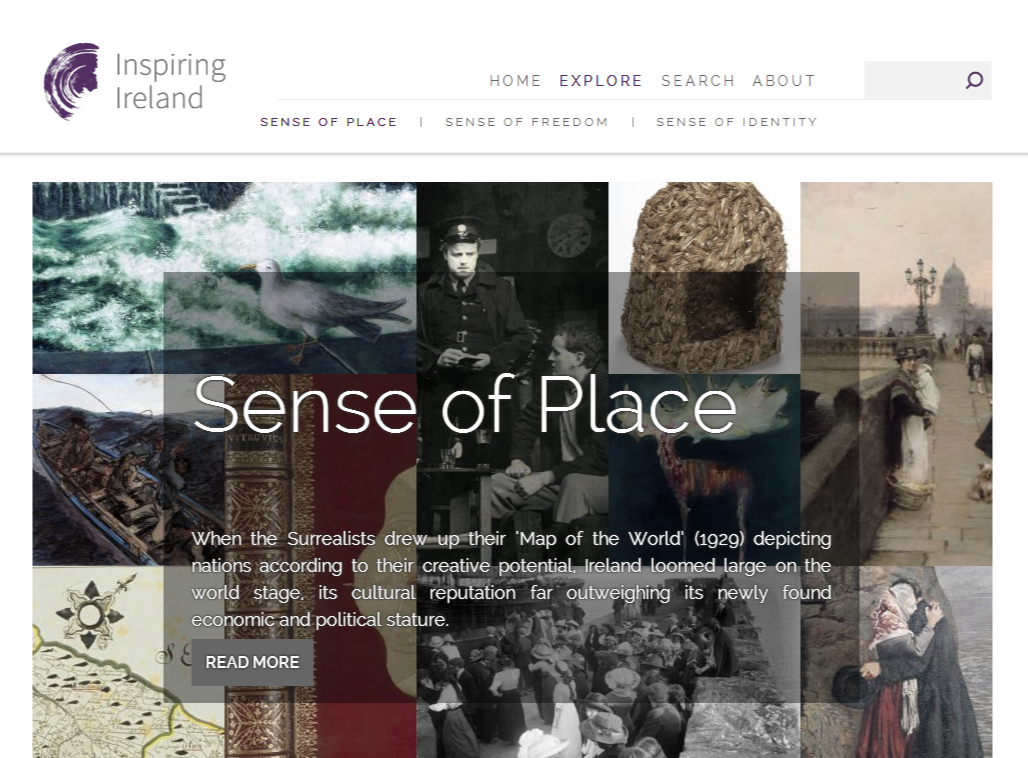 Inspiring
Ireland
HOME EXPLORE SEARCH ABOUT
SENSE OF PLACE | SENSE OF FREEDOM | SENSE OF IDENTITY
VITRUVIUS
Sense of Place
When the Surrealists drew up their 'Map of the World' (1929) depicting
nations according to their creative potential, Ireland loomed large on the
world stage, its cultural reputation far outweighing its newly found
economic and political stature.
S E
READ MORE